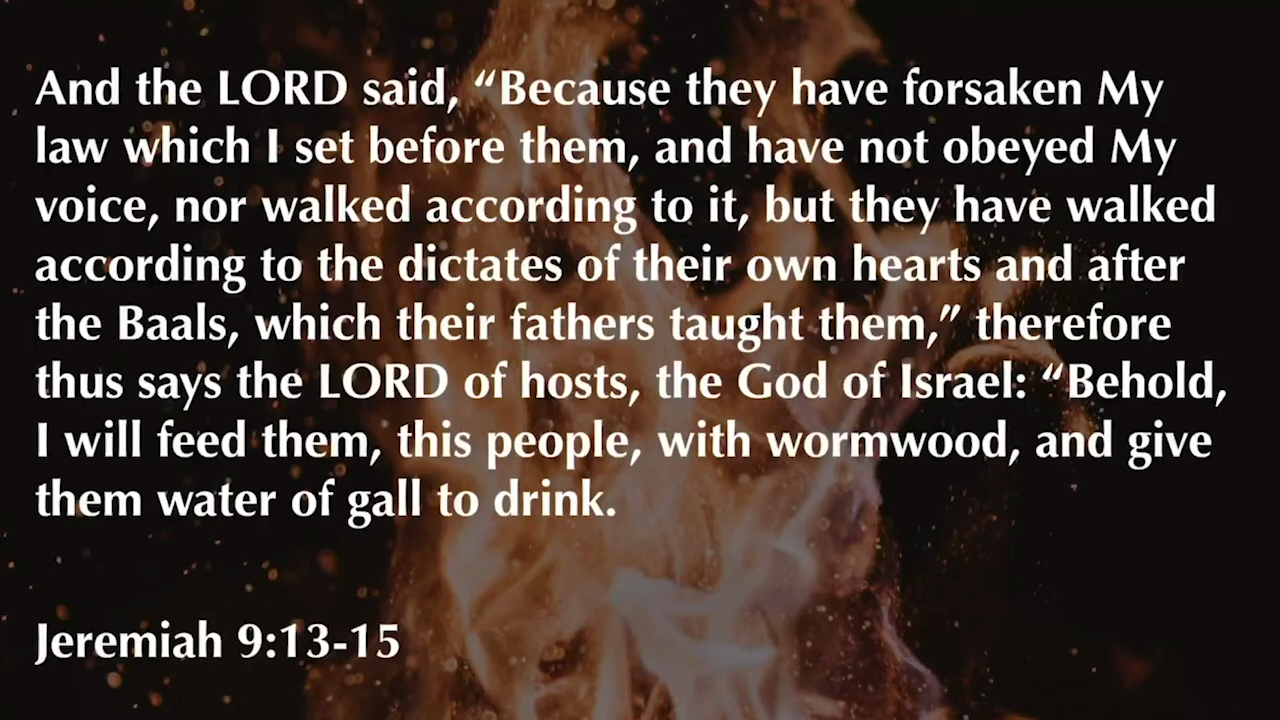 And the LORD said, “Because they have forsaken My
law which I set before them, and have not obeyed My
voice, nor walked according to it, but they have walked
according to the dictates of their own hearts and after
the Baals, which their fathers taught them,” therefore
thus says the LORD of hosts, the God of Israel: “Behold,
I will feed them, this people, with wormwood, and give
them water of gall to drink.
Jeremiah 9:13-15